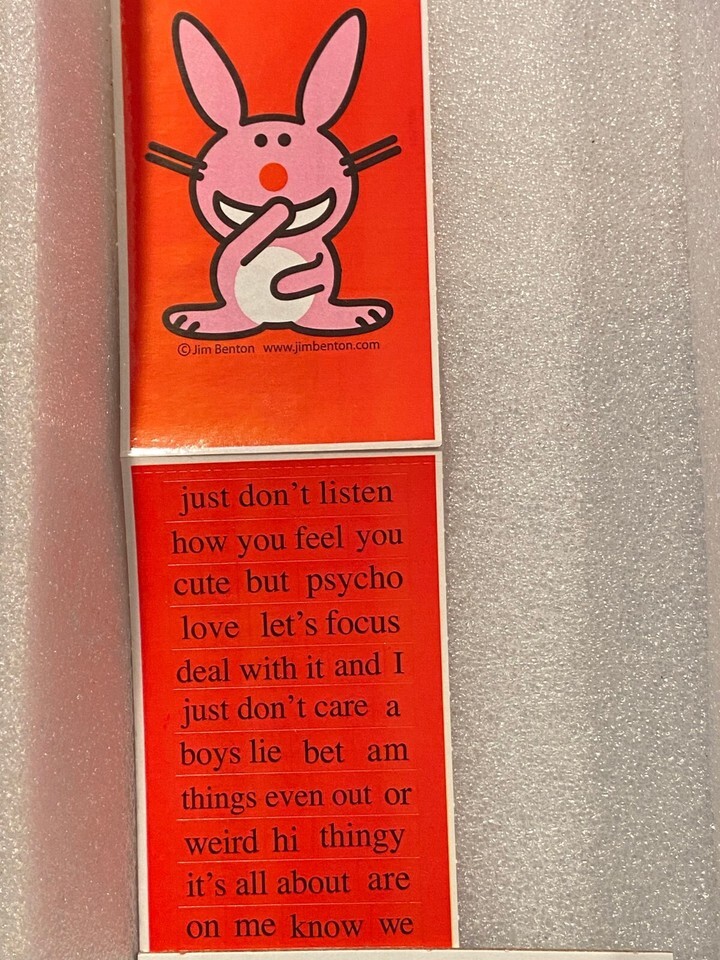 © Jim Benton www.jimbenton.com
just don't listen
how you feel you
cute but psycho
love let's focus
deal with it and I
just don't care a
boys lie bet am
things even out or
weird hi thingy
it's all about are
on me know we